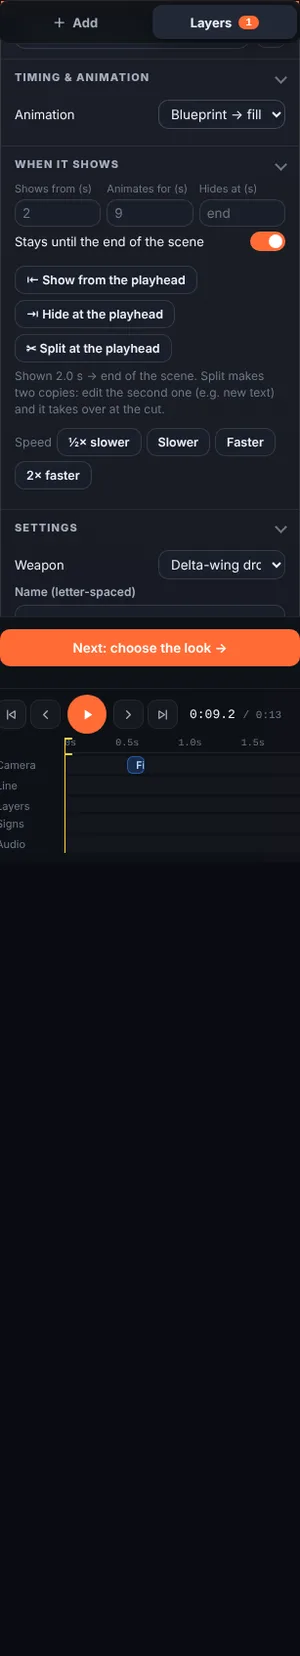 + Add
Layers 1
TIMING & ANIMATION
Animation
Blueprint → fill
WHEN IT SHOWS
Shows from (s) Animates for (s) Hides at (s)
2 9 end
Stays until the end of the scene
⇤ Show from the playhead
⇥ Hide at the playhead
✂ Split at the playhead
Shown 2.0 s → end of the scene. Split makes
two copies: edit the second one (e.g. new text)
and it takes over at the cut.
Speed ½× slower Slower Faster
2× faster
SETTINGS
Weapon Delta-wing drc
Name (letter-spaced)
Next: choose the look →
0:09.2 / 0:13
0s 0.5s 1.0s 1.5s
Camera Fi
Line
Layers
Signs
Audio